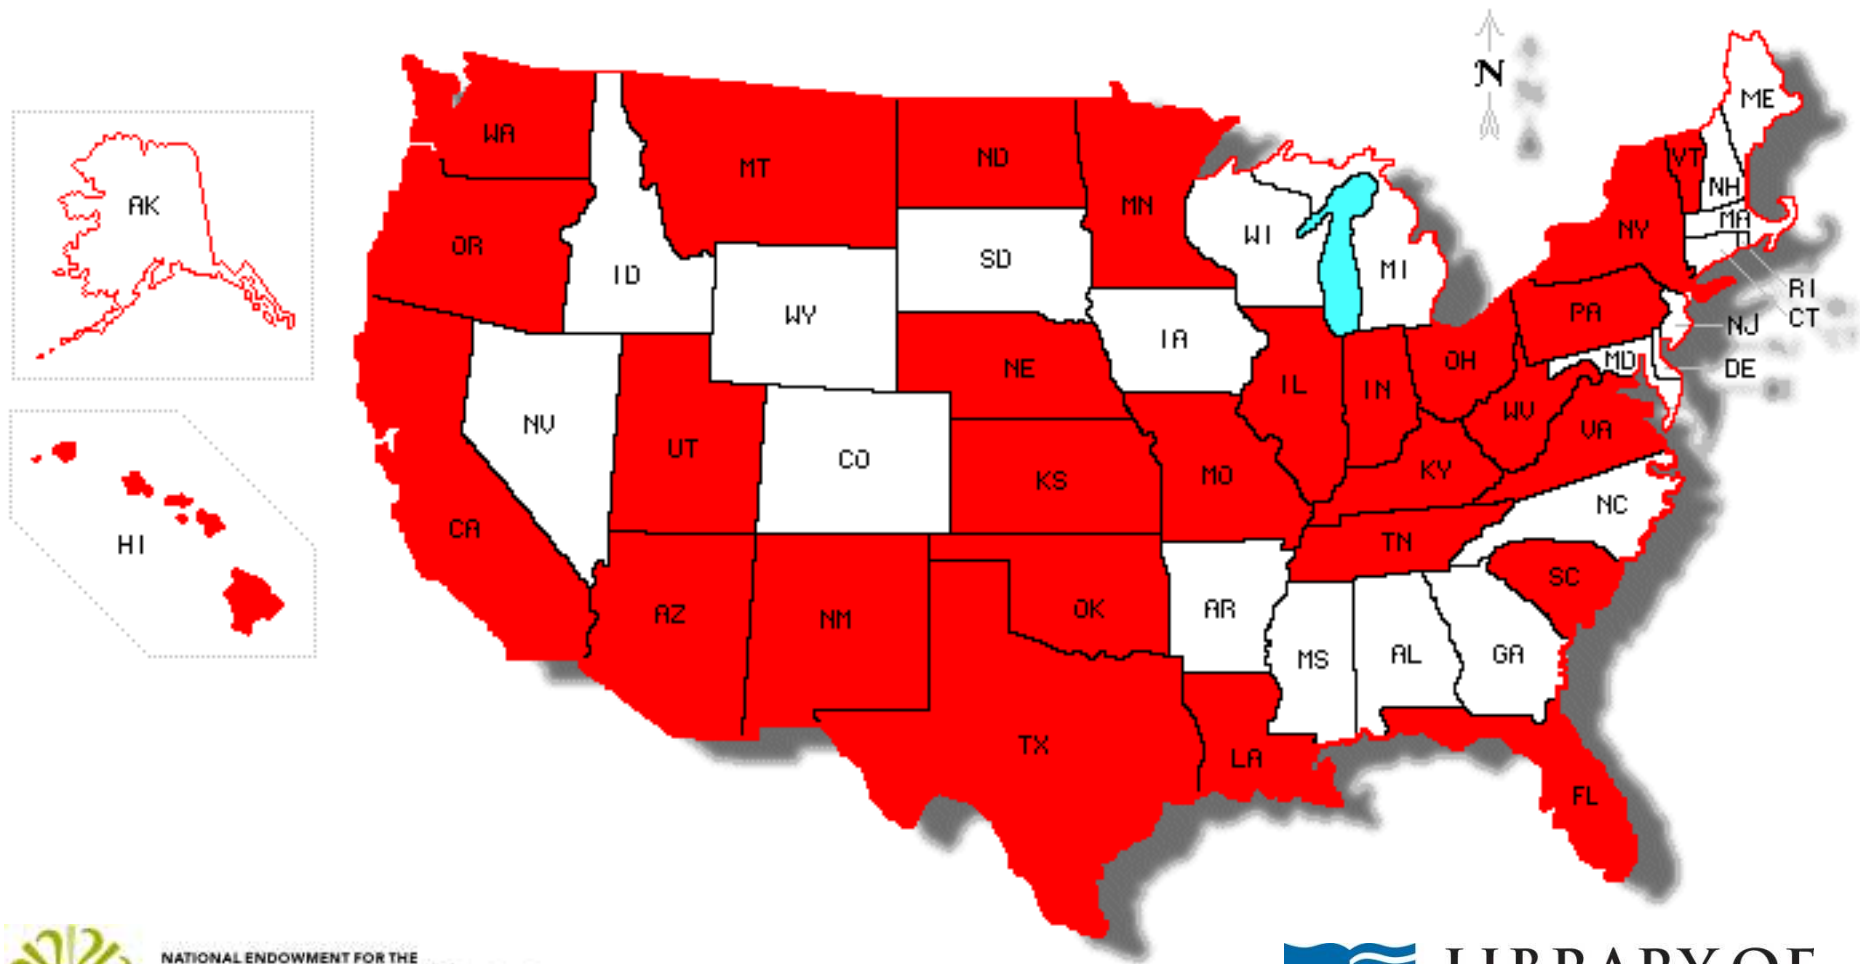 N
ME
WA
MT
ND
VT
AK
MN
NH
MA
OR
NY
WI
SD
ID
MI
RI
WY
PA
CT
NJ
IA
MD
OH
DE
NE
IL
IN
WV
NV
VA
UT
CO
KY
KS
MO
NC
CA
TN
HI
SC
AZ
NM
OK
AR
MS
AL
GA
TX
LA
FL
NATIONAL ENDOWMENT FOR THE
LIBRARY OF